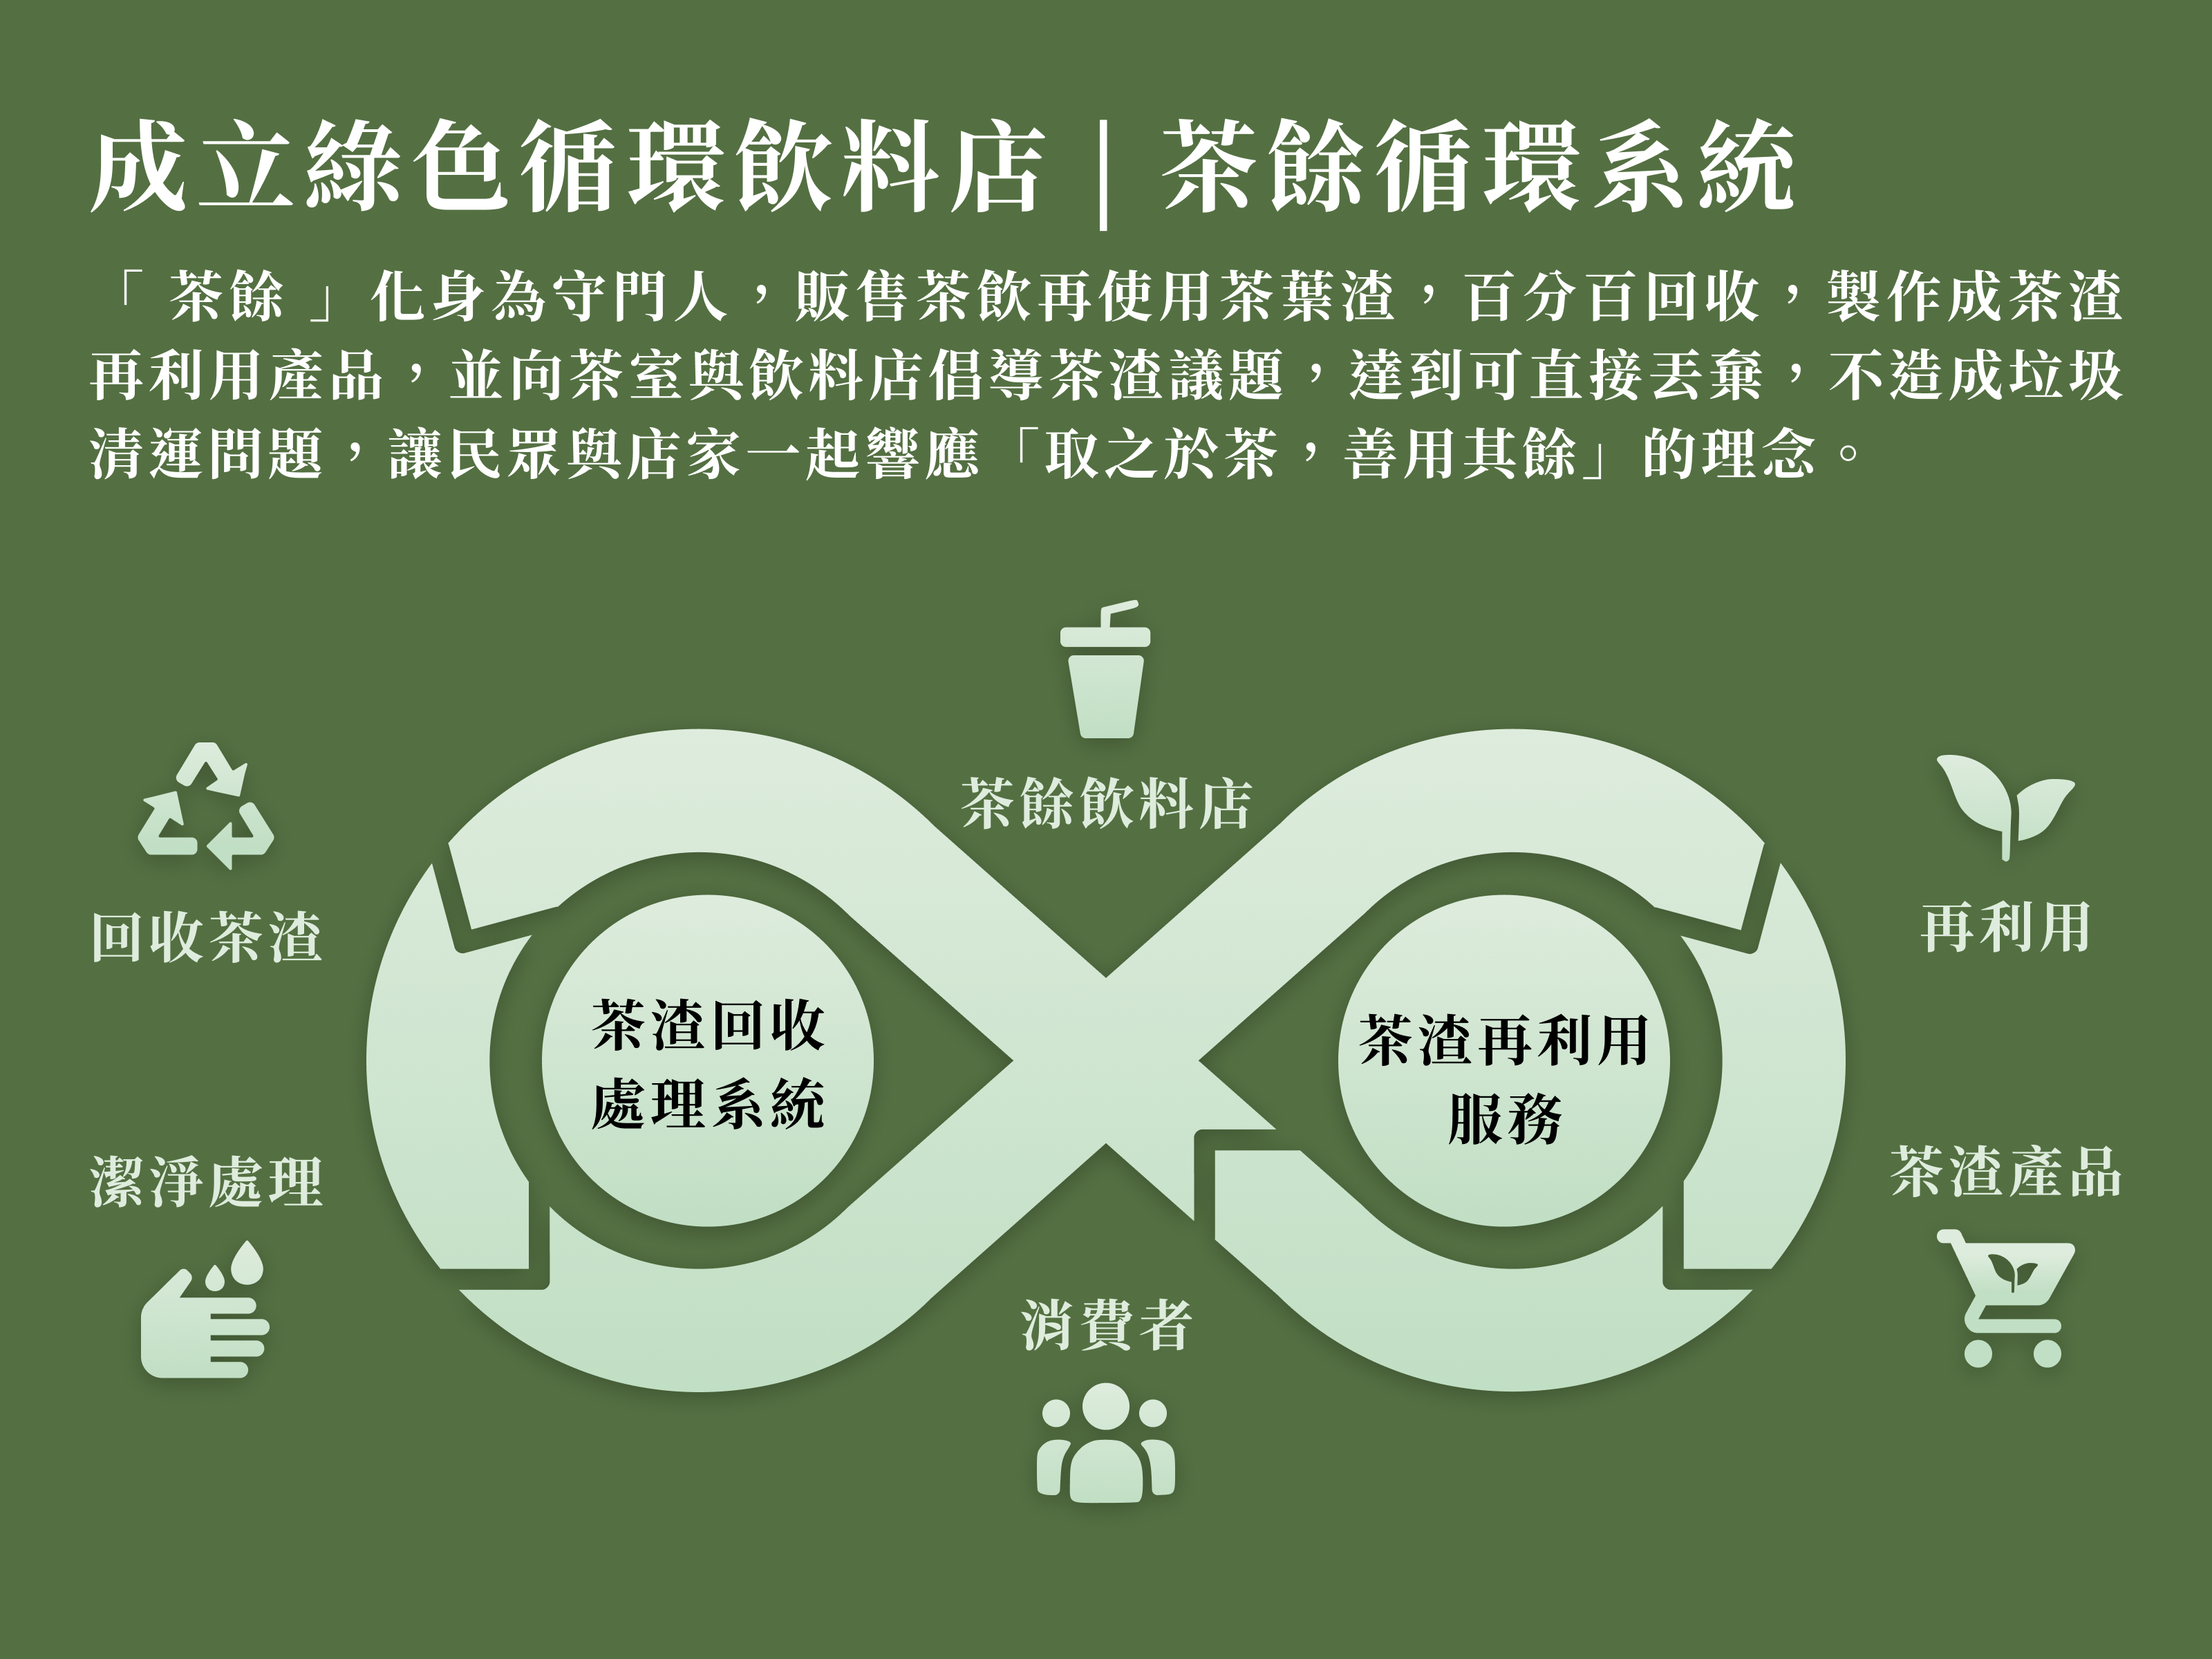 成立綠色循環飲料店｜茶餘循環系統
「茶餘」化身為守門人，販售茶飲再使用茶葉渣，百分百回收，製作成茶渣
再利用產品，並向茶室與飲料店倡導茶渣議題，達到可直接丟棄，不造成垃圾
清運問題，讓民眾與店家一起響應「取之於茶，善用其餘」的理念。
茶餘飲料店
回收茶渣
再利用
茶渣回收
處理系統
茶渣再利用
服務
潔淨處理
茶渣產品
消費者